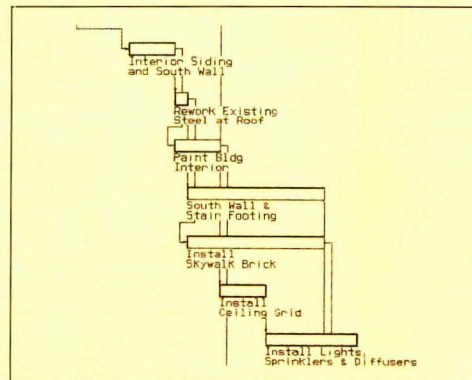 Interior Siding
and South Wall
Rework Existing
Steel at Roof
Paint Bldg
Interior
South Wall &
Stair Footing
Install
Skywalk Brick
Install
Ceiling Grid
Install Lights,
Sprinklers & Diffusers